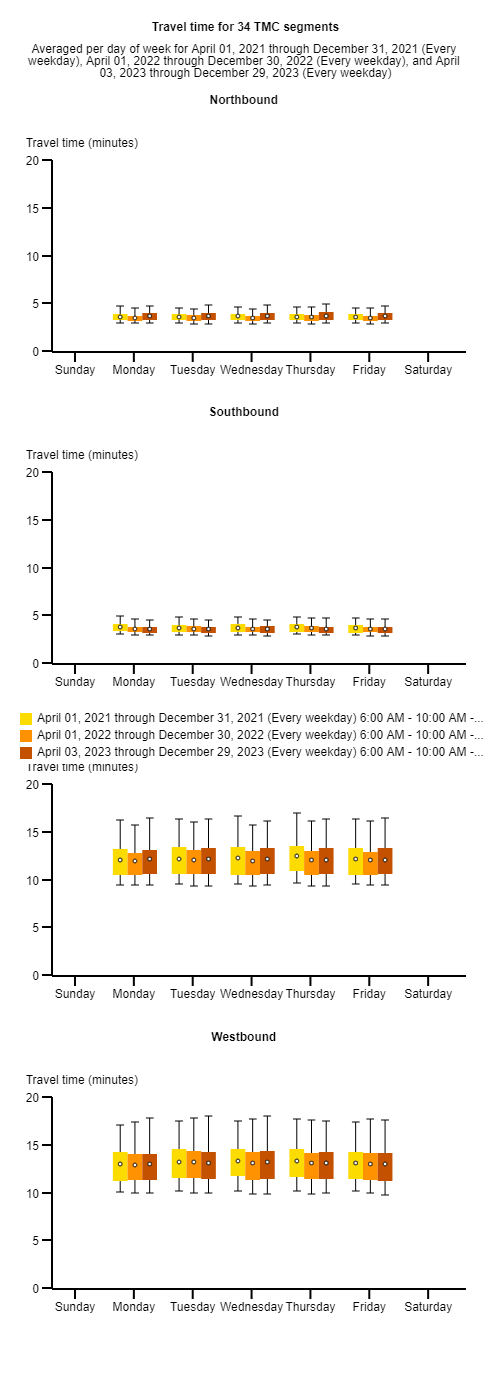 Travel time for 34 TMC segments
Averaged per day of week for April 01, 2021 through December 31, 2021 (Every
weekday), April 01, 2022 through December 30, 2022 (Every weekday), and April
03, 2023 through December 29, 2023 (Every weekday)
Northbound
Travel time (minutes)
20
15
10
5
0
Sunday Monday Tuesday Wednesday Thursday Friday Saturday
Southbound
Travel time (minutes)
20
15
10
5
0
Sunday Monday Tuesday Wednesday Thursday Friday Saturday
April 01, 2021 through December 31, 2021 (Every weekday) 6:00 AM - 10:00 AM -...
April 01, 2022 through December 30, 2022 (Every weekday) 6:00 AM - 10:00 AM -...
April 03, 2023 through December 29, 2023 (Every weekday) 6:00 AM - 10:00 AM -...
Travel time (minutes)
20
15
10
5
0
Sunday Monday Tuesday Wednesday Thursday Friday Saturday
Westbound
Travel time (minutes)
20
15
10
5
0
Sunday Monday Tuesday Wednesday Thursday Friday Saturday